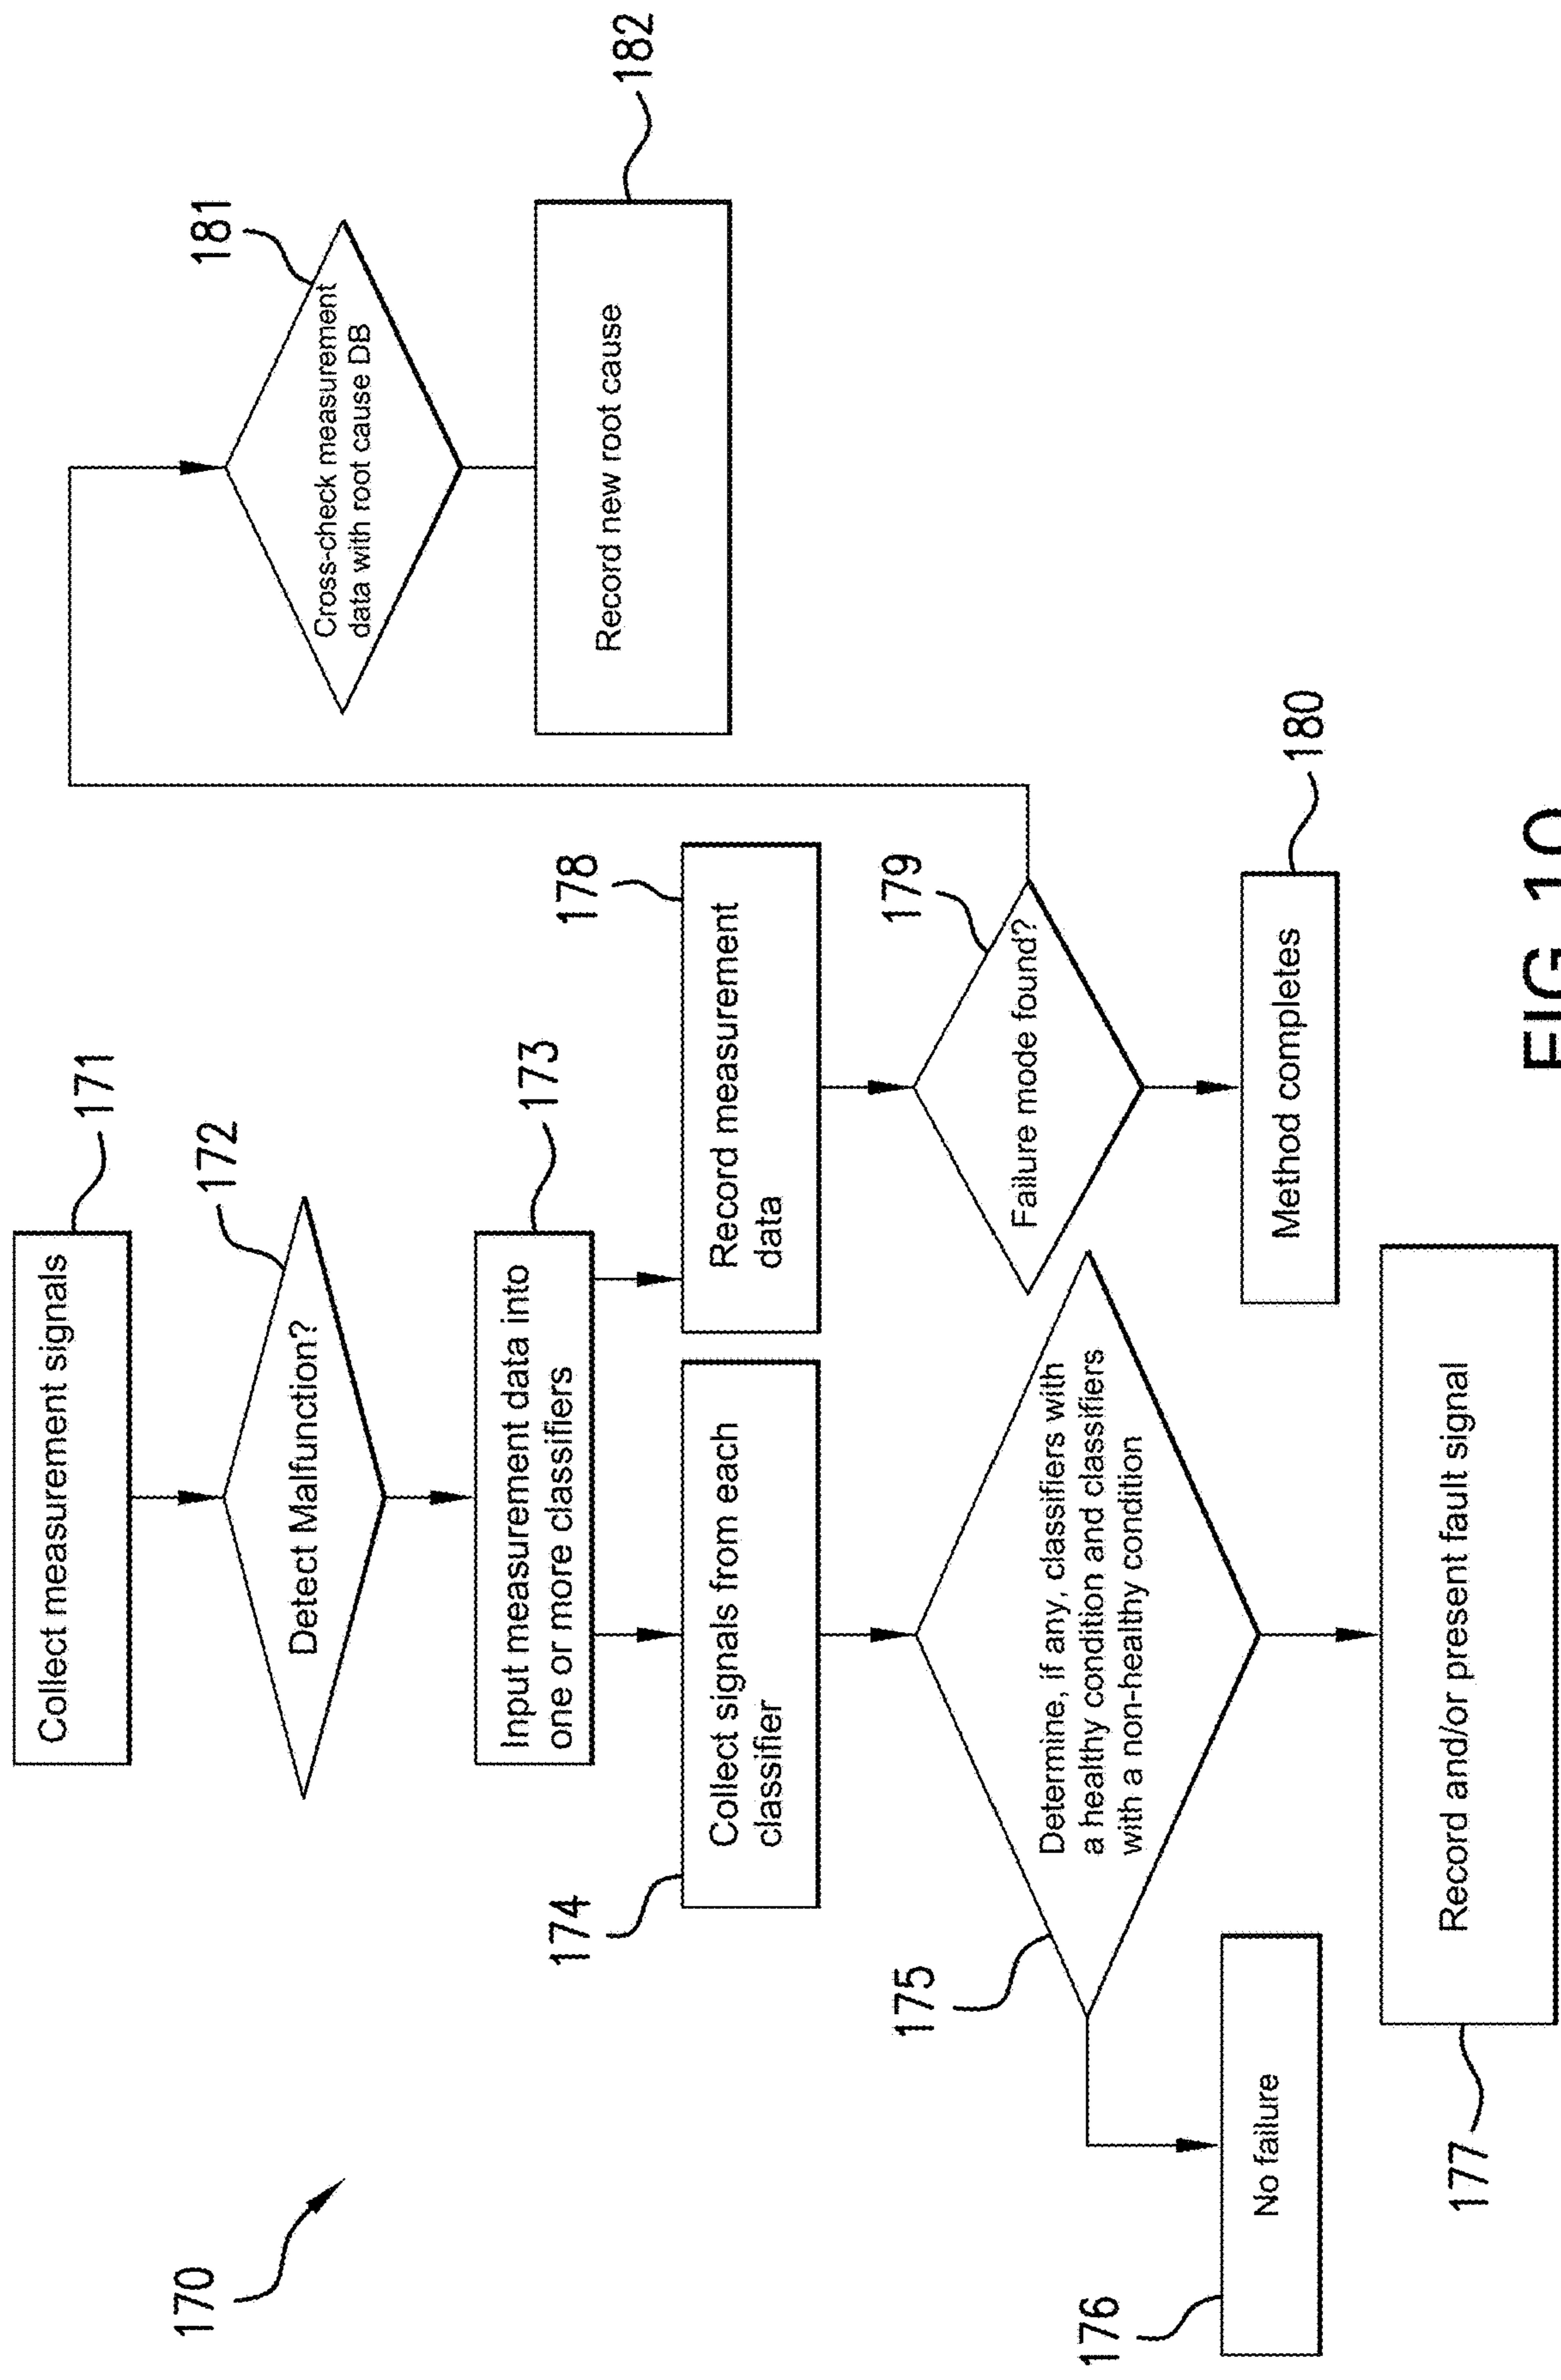 170
Collect measurement signals
171
Detect Malfunction?
172
Input measurement data into
one or more classifiers
173
Collect signals from each
classifier
174
Determine, if any, classifiers with
a healthy condition and classifiers
with a non-healthy condition
175
No failure
176
Record and/or present fault signal
177
Record measurement
data
178
Failure mode found?
179
Method completes
180
Cross-check measurement
data with root cause DB
181
Record new root cause
182
FIG. 10